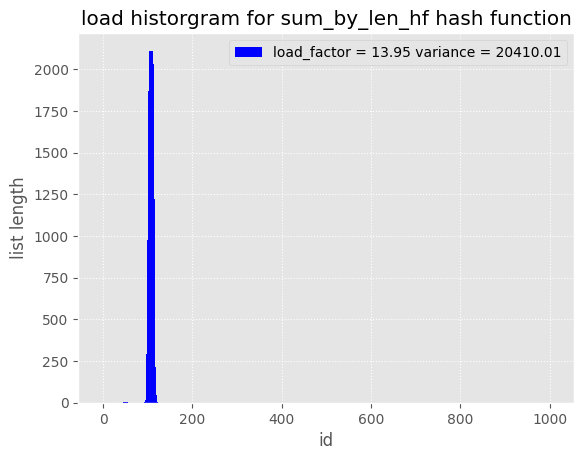 load historgram for sum_by_len_hf hash function
load_factor = 13.95 variance = 20410.01
2000
1750
1500
1250
1000
750
500
250
0
list length
0 200 400 600 800 1000
id